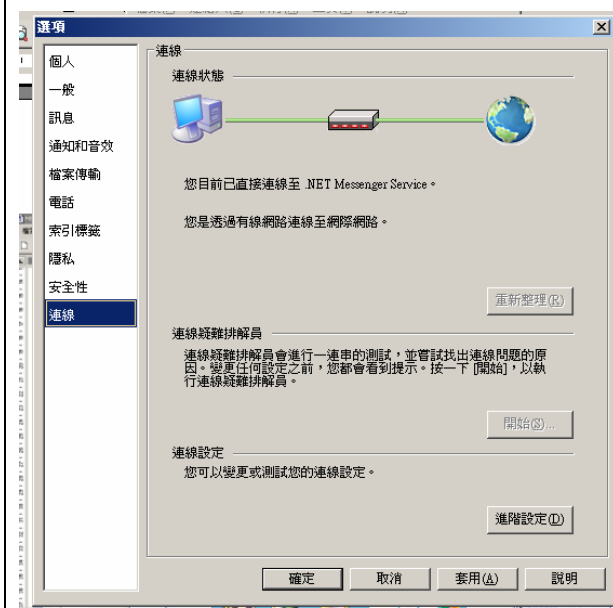 選項
個人
一般
訊息
通知和音效
檔案傳輸
電話
索引標籤
隱私
安全性
連線
連線
連線狀態
您目前已直接連線至 .NET Messenger Service。
您是透過有線網路連線至網際網路。
重新整理(R)
連線疑難排解員
連線疑難排解員會進行一連串的測試，並嘗試找出連線問題的原
因。變更任何設定之前，您都會看到提示。按一下 [開始]，以執
行連線疑難排解員。
開始(S)...
連線設定
您可以變更或測試您的連線設定。
進階設定(D)
確定
取消
套用(A)
說明